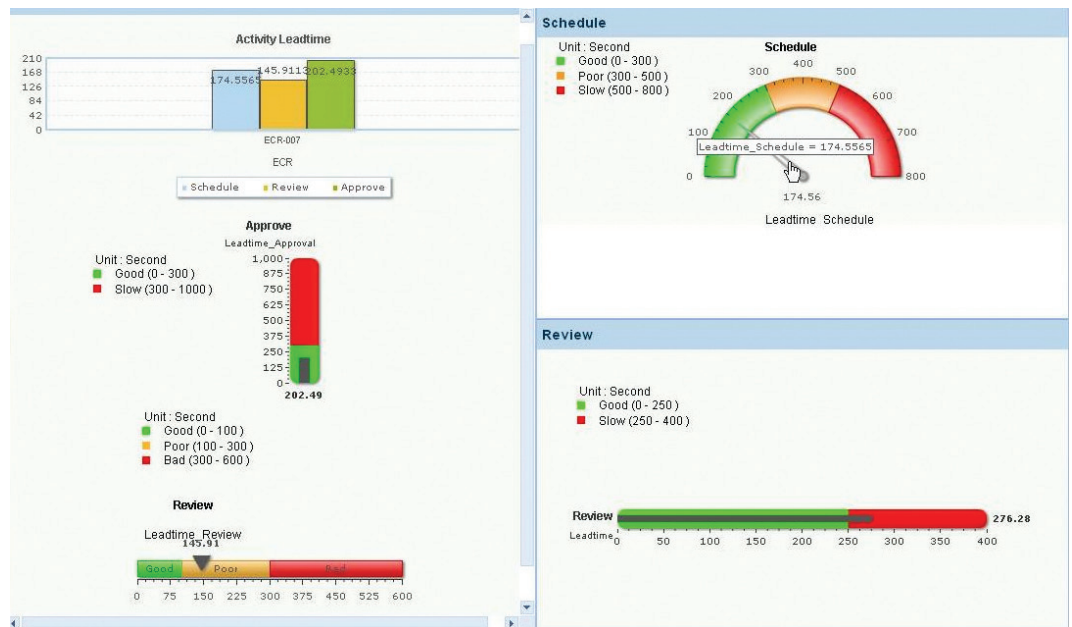 Activity Leadtime
210
168
126
84
42
0
174.5565
145.9113
202.4933
ECR-007
ECR
Schedule Review Approve
Approve
Leadtime_Approval
Unit : Second
Good (0 - 300 )
Slow (300 - 1000 )
1,000
875
750
625
500
375
250
125
0
202.49
Unit : Second
Good (0 - 100 )
Poor (100 - 300 )
Bad (300 - 600 )
Review
Leadtime_Review
145.91
Good Poor Bad
0 75 150 225 300 375 450 525 600
Schedule
Unit : Second
Good (0 - 300 )
Poor (300 - 500 )
Slow (500 - 800 )
Schedule
0
100
200
300
400
500
600
700
800
Leadtime_Schedule = 174.5565
174.56
Leadtime Schedule
Review
Unit : Second
Good (0 - 250 )
Slow (250 - 400 )
Review
Leadtime
276.28
0 50 100 150 200 250 300 350 400